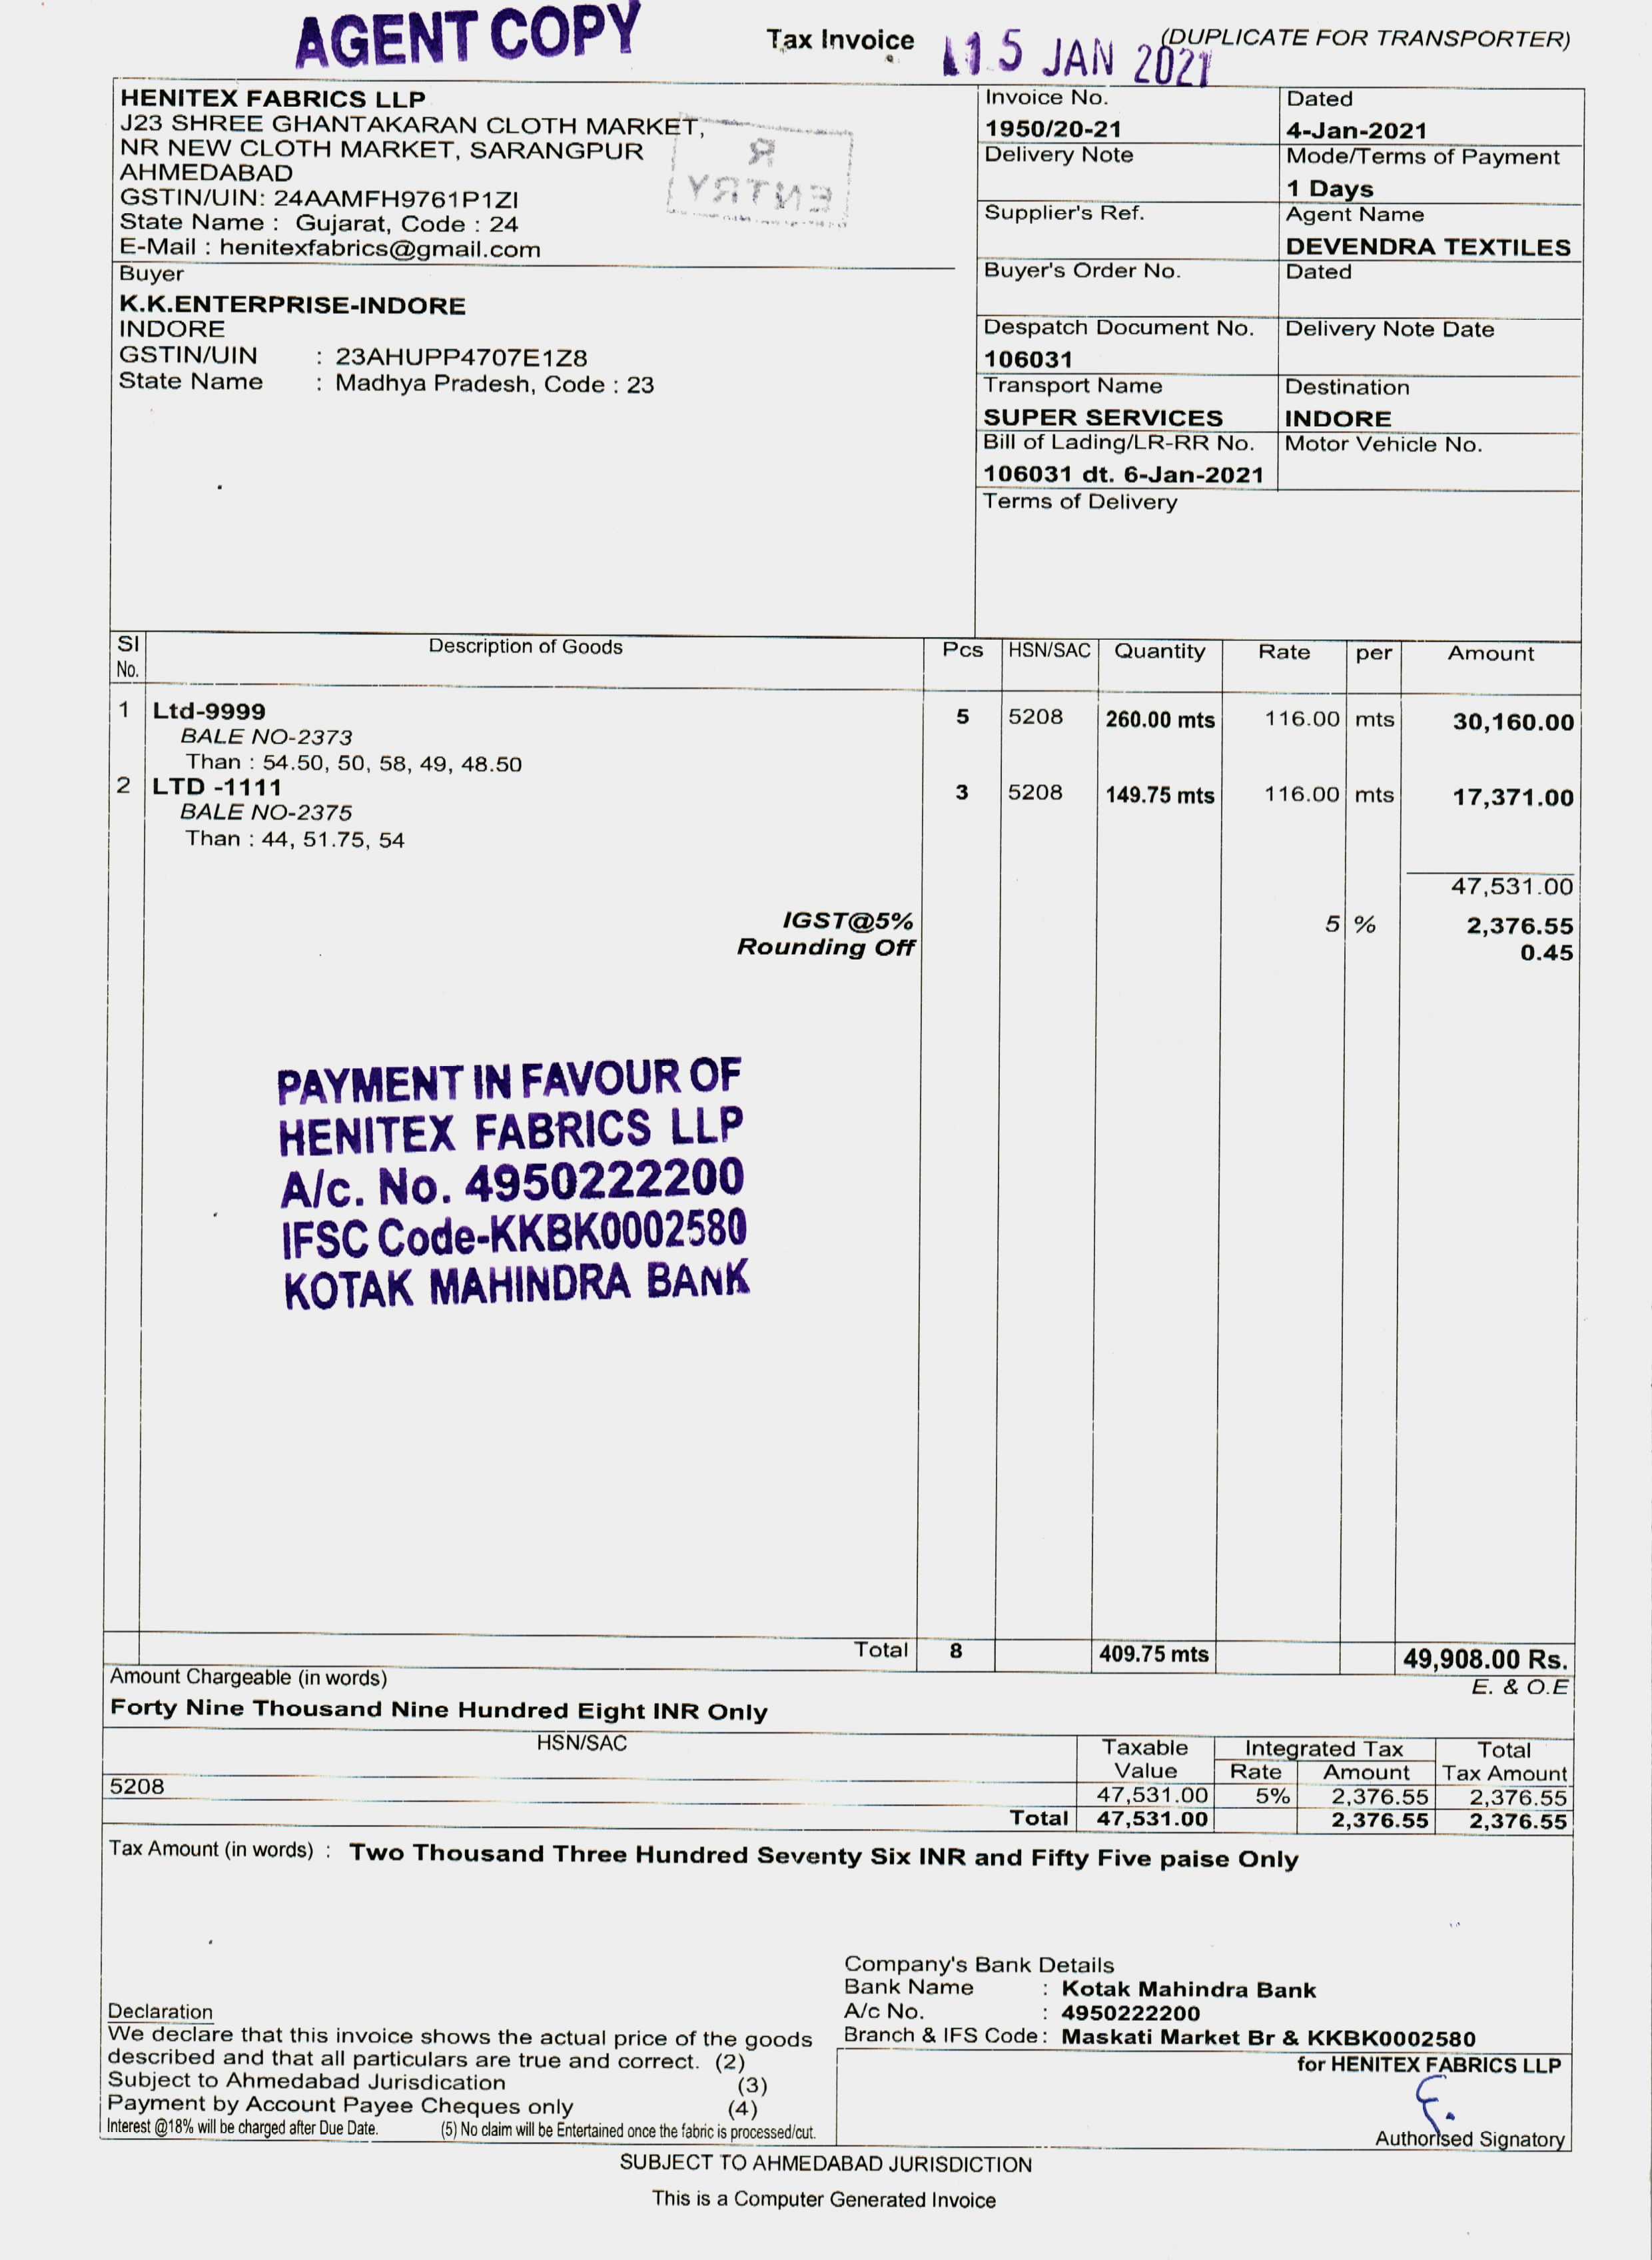 AGENT COPY
Tax Invoice
15 JAN 2021
(DUPLICATE FOR TRANSPORTER)
HENITEX FABRICS LLP
J23 SHREE GHANTAKARAN CLOTH MARKET,
NR NEW CLOTH MARKET, SARANGPUR
AHMEDABAD
GSTIN/UIN: 24AAMFH9761P1ZI
State Name : Gujarat, Code : 24
E-Mail : henitexfabrics@gmail.com
R
ENTRY
Buyer
K.K.ENTERPRISE-INDORE
INDORE
GSTIN/UIN : 23AHUPP4707E1Z8
State Name : Madhya Pradesh, Code : 23
Invoice No. Dated
1950/20-21 4-Jan-2021
Delivery Note Mode/Terms of Payment
1 Days
Supplier's Ref. Agent Name
DEVENDRA TEXTILES
Buyer's Order No. Dated
Despatch Document No. Delivery Note Date
106031
Transport Name Destination
SUPER SERVICES INDORE
Bill of Lading/LR-RR No. Motor Vehicle No.
106031 dt. 6-Jan-2021
Terms of Delivery
SI No. Description of Goods Pcs HSN/SAC Quantity Rate per Amount
1 Ltd-9999 5 5208 260.00 mts 116.00 mts 30,160.00
BALE NO-2373
Than : 54.50, 50, 58, 49, 48.50
2 LTD -1111 3 5208 149.75 mts 116.00 mts 17,371.00
BALE NO-2375
Than : 44, 51.75, 54
47,531.00
IGST@5% 5 % 2,376.55
Rounding Off 0.45
PAYMENT IN FAVOUR OF
HENITEX FABRICS LLP
A/c. No. 4950222200
IFSC Code-KKBK0002580
KOTAK MAHINDRA BANK
Total 8 409.75 mts 49,908.00 Rs.
Amount Chargeable (in words) E. & O.E
Forty Nine Thousand Nine Hundred Eight INR Only
HSN/SAC Taxable Value Integrated Tax Total Tax Amount
Rate Amount
5208 47,531.00 5% 2,376.55 2,376.55
Total 47,531.00 2,376.55 2,376.55
Tax Amount (in words) : Two Thousand Three Hundred Seventy Six INR and Fifty Five paise Only
Company's Bank Details
Bank Name : Kotak Mahindra Bank
A/c No. : 4950222200
Branch & IFS Code : Maskati Market Br & KKBK0002580
Declaration
We declare that this invoice shows the actual price of the goods
described and that all particulars are true and correct. (2)
Subject to Ahmedabad Jurisdication (3)
Payment by Account Payee Cheques only (4)
Interest @18% will be charged after Due Date. (5) No claim will be Entertained once the fabric is processed/cut.
for HENITEX FABRICS LLP
Authorised Signatory
SUBJECT TO AHMEDABAD JURISDICTION
This is a Computer Generated Invoice